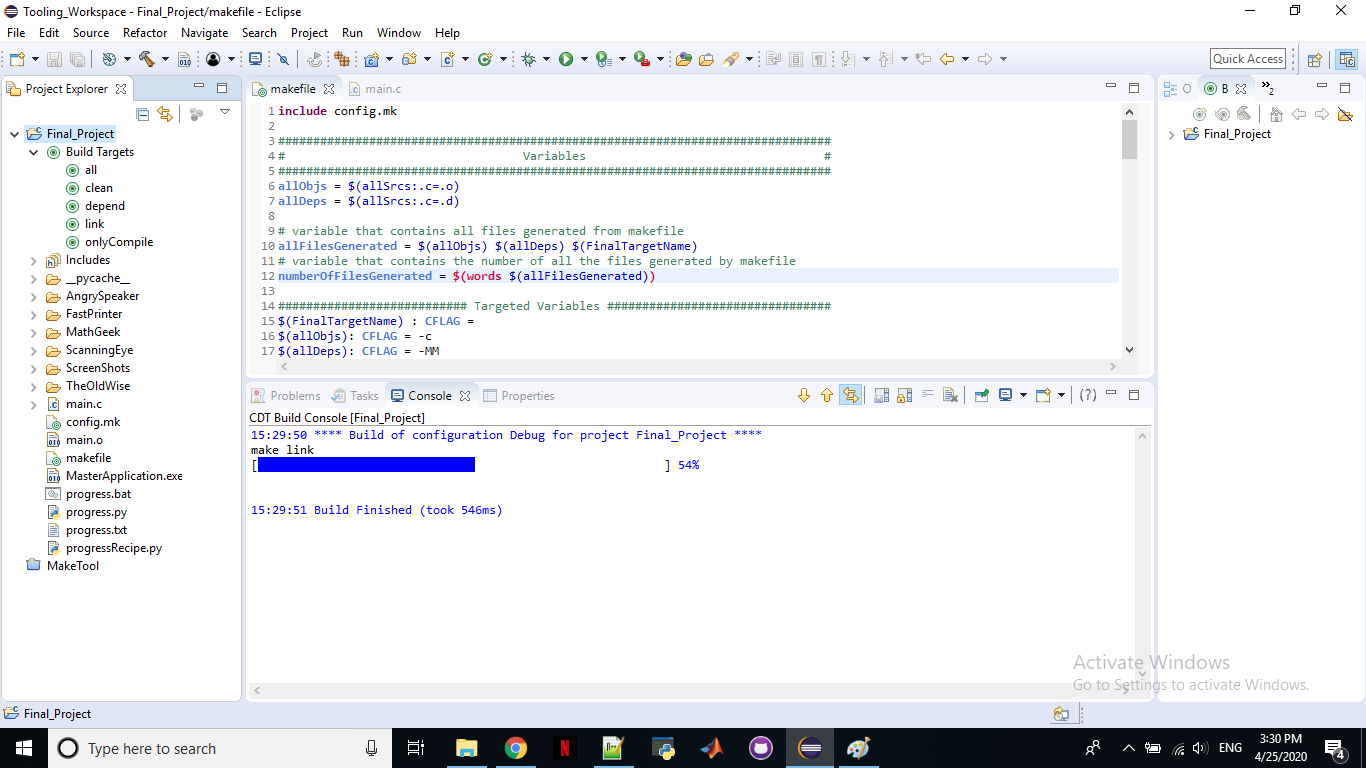 Tooling_Workspace - Final_Project/makefile - Eclipse
File Edit Source Refactor Navigate Search Project Run Window Help
Quick Access
Project Explorer
Final_Project
Build Targets
all
clean
depend
link
onlyCompile
Includes
__pycache__
AngrySpeaker
FastPrinter
MathGeek
ScanningEye
ScreenShots
TheOldWise
main.c
config.mk
main.o
makefile
MasterApplication.exe
progress.bat
progress.py
progress.txt
progressRecipe.py
MakeTool
makefile main.c
1 include config.mk
2
3 ###############################################################################
4 # Variables #
5 ###############################################################################
6 allObjs = $(allSrcs:.c=.o)
7 allDeps = $(allSrcs:.c=.d)
8
9 # variable that contains all files generated from makefile
10 allFilesGenerated = $(allObjs) $(allDeps) $(FinalTargetName)
11 # variable that contains the number of all the files generated by makefile
12 numberOfFilesGenerated = $(words $(allFilesGenerated))
13
14 ########################### Targeted Variables ################################
15 $(FinalTargetName) : CFLAG =
16 $(allObjs): CFLAG = -c
17 $(allDeps): CFLAG = -MM
O B »2
Final_Project
Problems Tasks Console Properties
CDT Build Console [Final_Project]
15:29:50 **** Build of configuration Debug for project Final_Project ****
make link
[ ] 54%
15:29:51 Build Finished (took 546ms)
Activate Windows
Go to Settings to activate Windows.
Final_Project
Type here to search
ENG
3:30 PM
4/25/2020
4